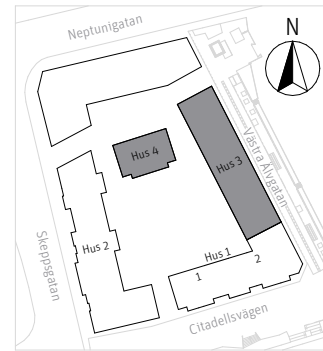 Neptunigatan
N
Hus 4
Hus 3
Västra Älvgatan
Skeppsgatan
Hus 2
Hus 1
1
2
Citadellsvägen